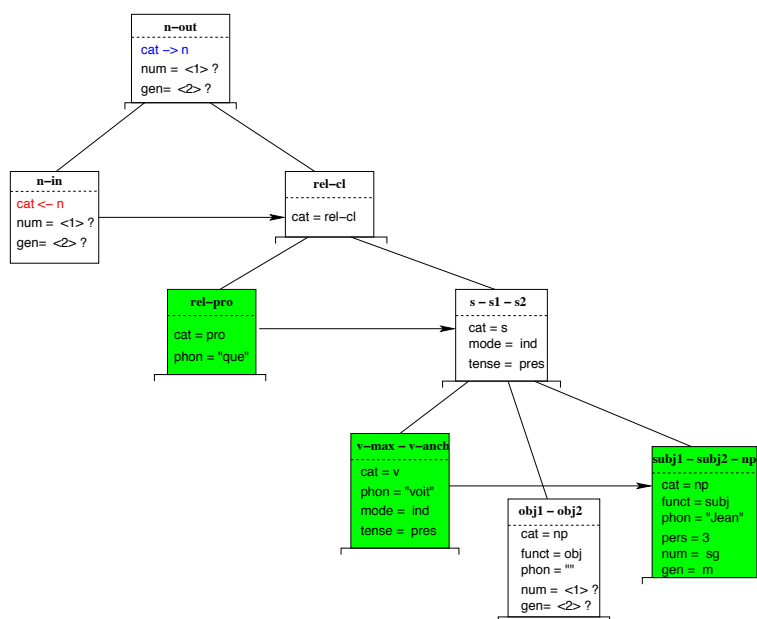 n−out
cat −> n
num = <1> ?
gen= <2> ?
n−in
cat <− n
num = <1> ?
gen= <2> ?
rel−cl
cat = rel−cl
rel−pro
cat = pro
phon = "que"
s − s1 − s2
cat = s
mode = ind
tense = pres
v−max − v−anch
cat = v
phon = "voit"
mode = ind
tense = pres
obj1 − obj2
cat = np
funct = obj
phon = ""
num = <1> ?
gen= <2> ?
subj1 − subj2 − np
cat = np
funct = subj
phon = "Jean"
pers = 3
num = sg
gen = m